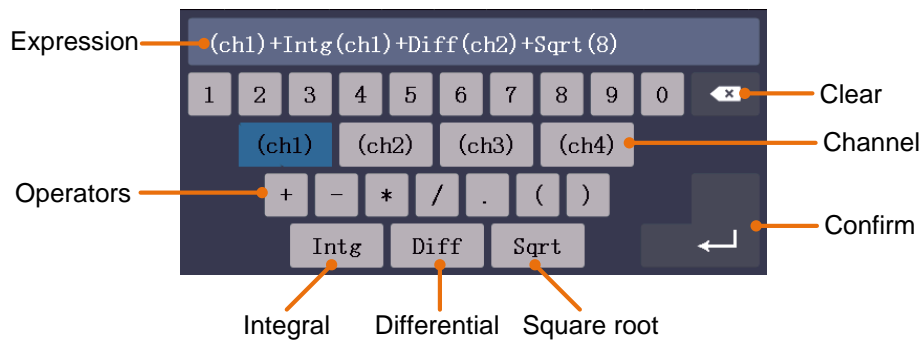 Expression
(ch1)+Intg(ch1)+Diff(ch2)+Sqrt(8)
1 2 3 4 5 6 7 8 9 0
Clear
(ch1) (ch2) (ch3) (ch4)
Channel
Operators
+ - * / . ( )
Confirm
Intg Diff Sqrt
Integral Differential Square root